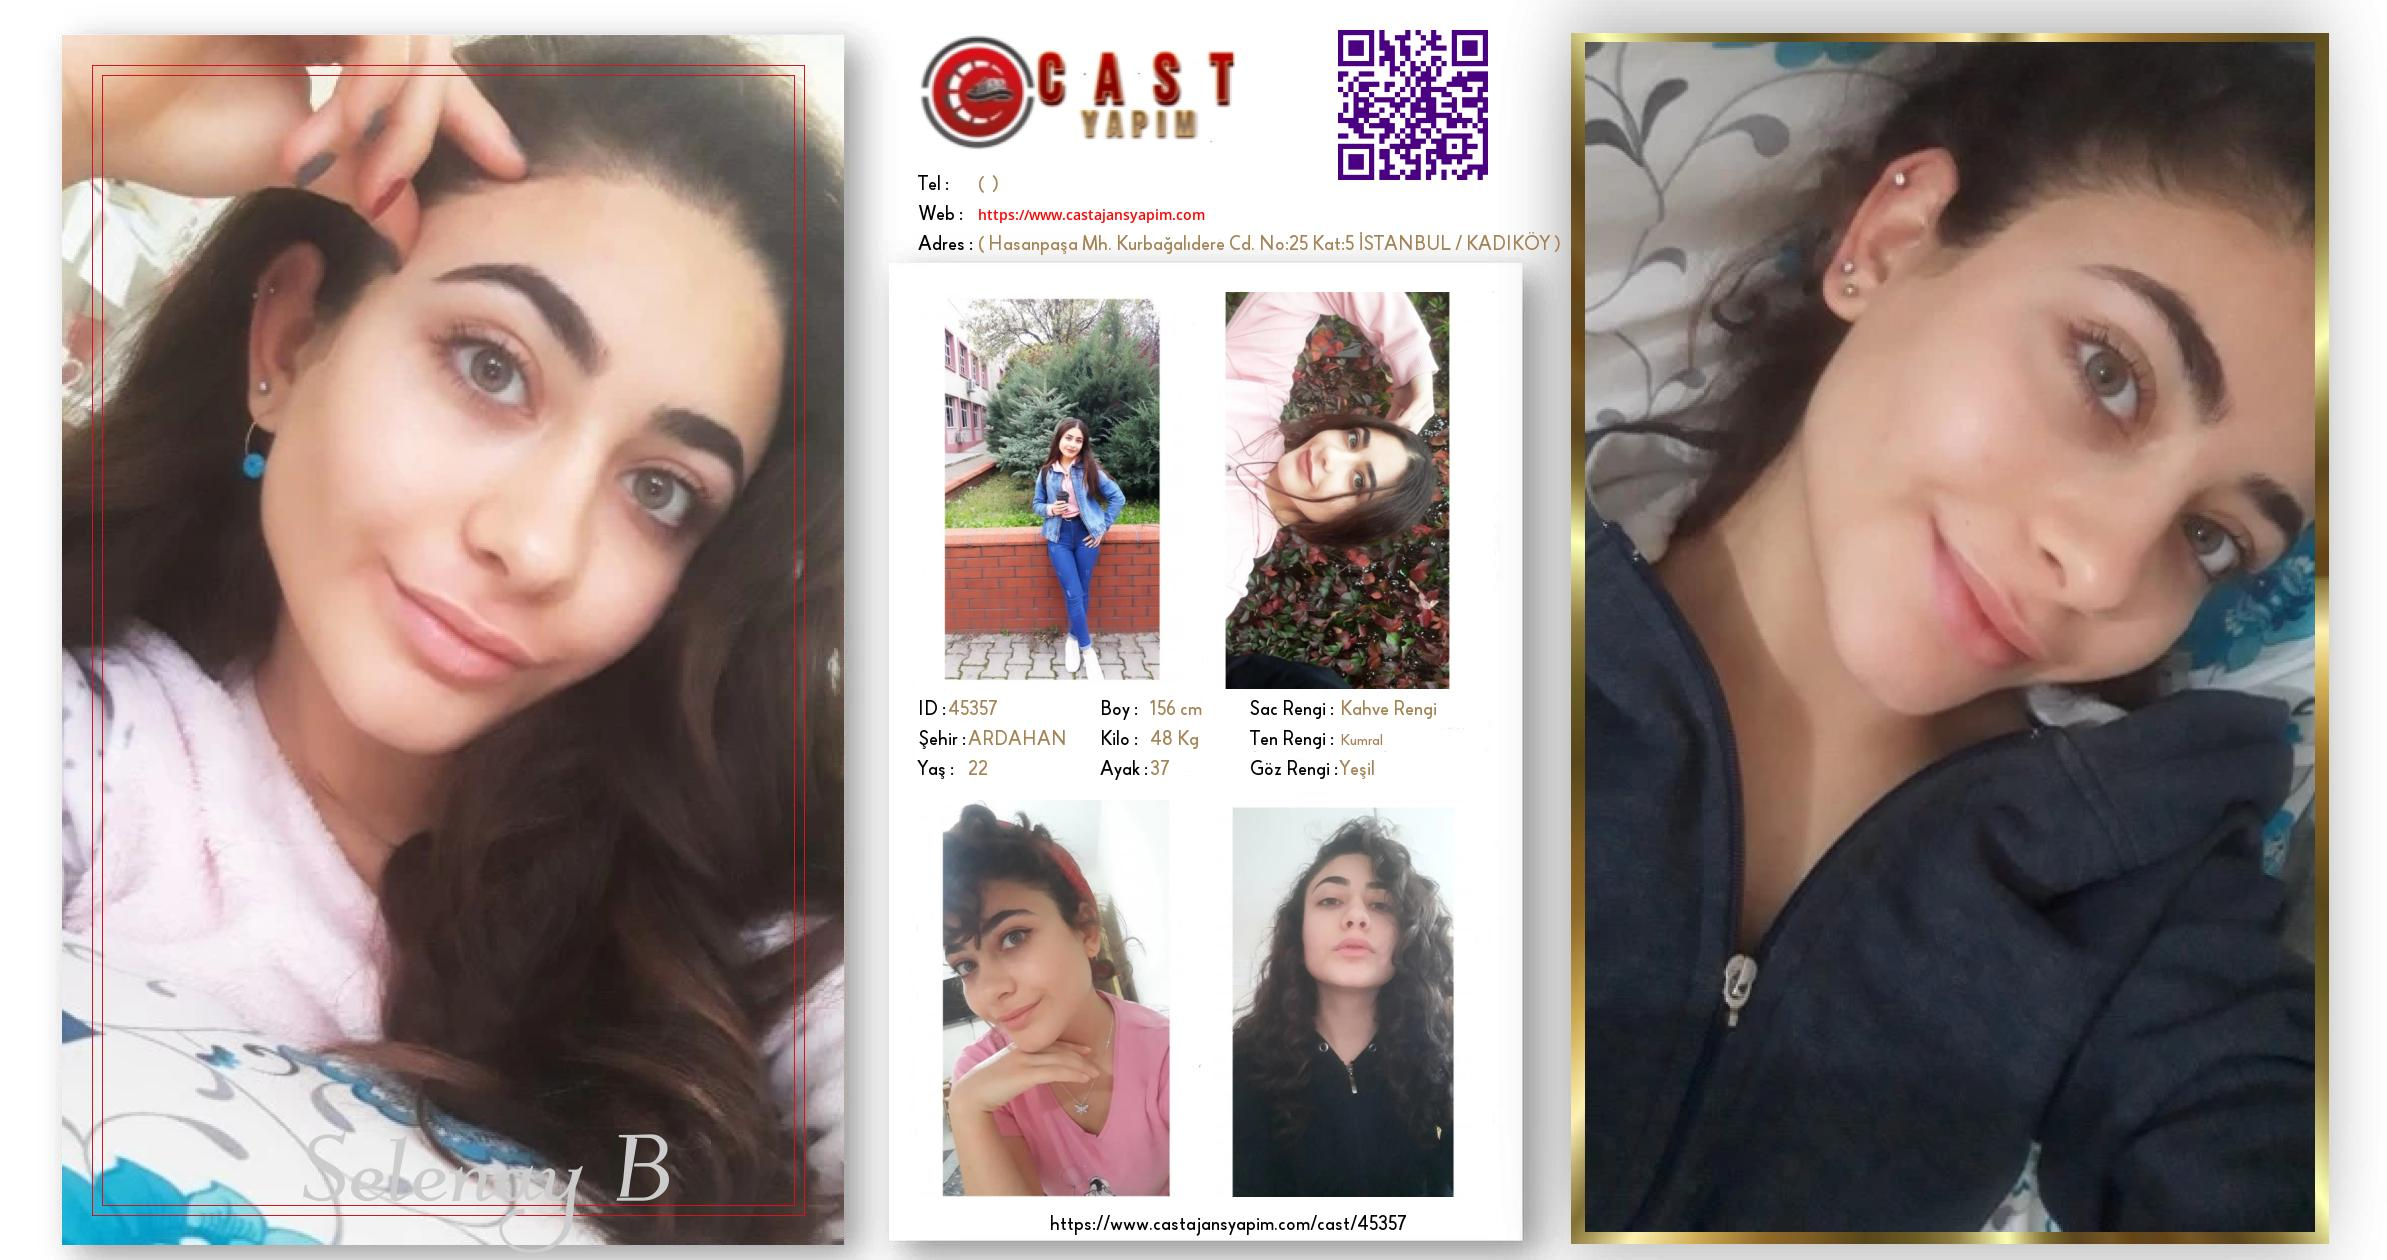 CAST
YAPIM
Tel : ( )
Web : https://www.castajansyapim.com
Adres : ( Hasanpaşa Mh. Kurbağalıdere Cd. No:25 Kat:5 İSTANBUL / KADIKÖY )
ID : 45357 Boy : 156 cm Sac Rengi : Kahve Rengi
Şehir : ARDAHAN Kilo : 48 Kg Ten Rengi : Kumral
Yaş : 22 Ayak : 37 Göz Rengi : Yeşil
Selenay B
https://www.castajansyapim.com/cast/45357